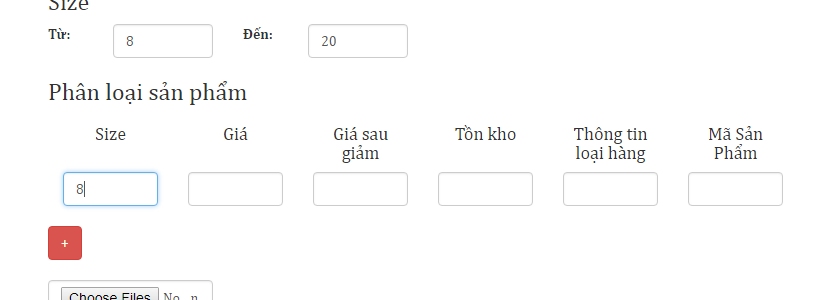 Size
Từ: 8 Đến: 20
Phân loại sản phẩm
Size Giá Giá sau giảm Tồn kho Thông tin loại hàng Mã Sản Phẩm
8
+
Choose Files No...n